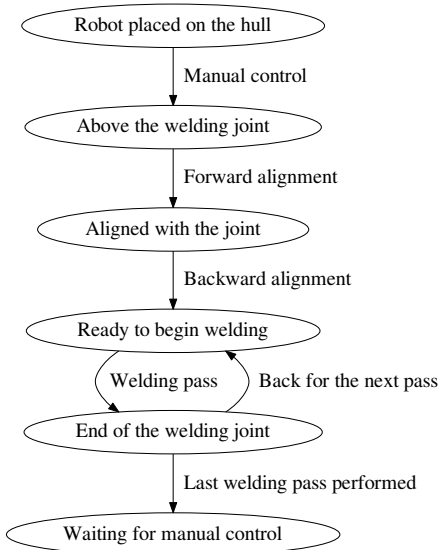 Robot placed on the hull
Manual control
Above the welding joint
Forward alignment
Aligned with the joint
Backward alignment
Ready to begin welding
Welding pass
Back for the next pass
End of the welding joint
Last welding pass performed
Waiting for manual control